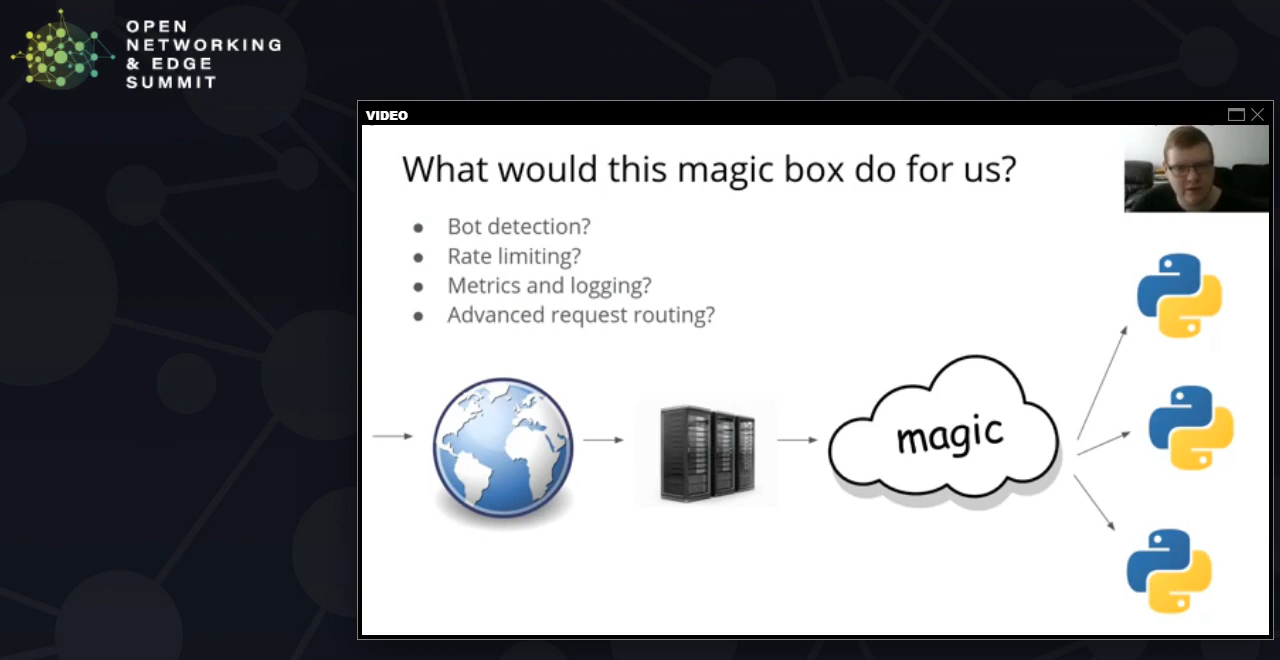 OPEN
NETWORKING
& EDGE
SUMMIT
VIDEO
What would this magic box do for us?
● Bot detection?
● Rate limiting?
● Metrics and logging?
● Advanced request routing?
magic